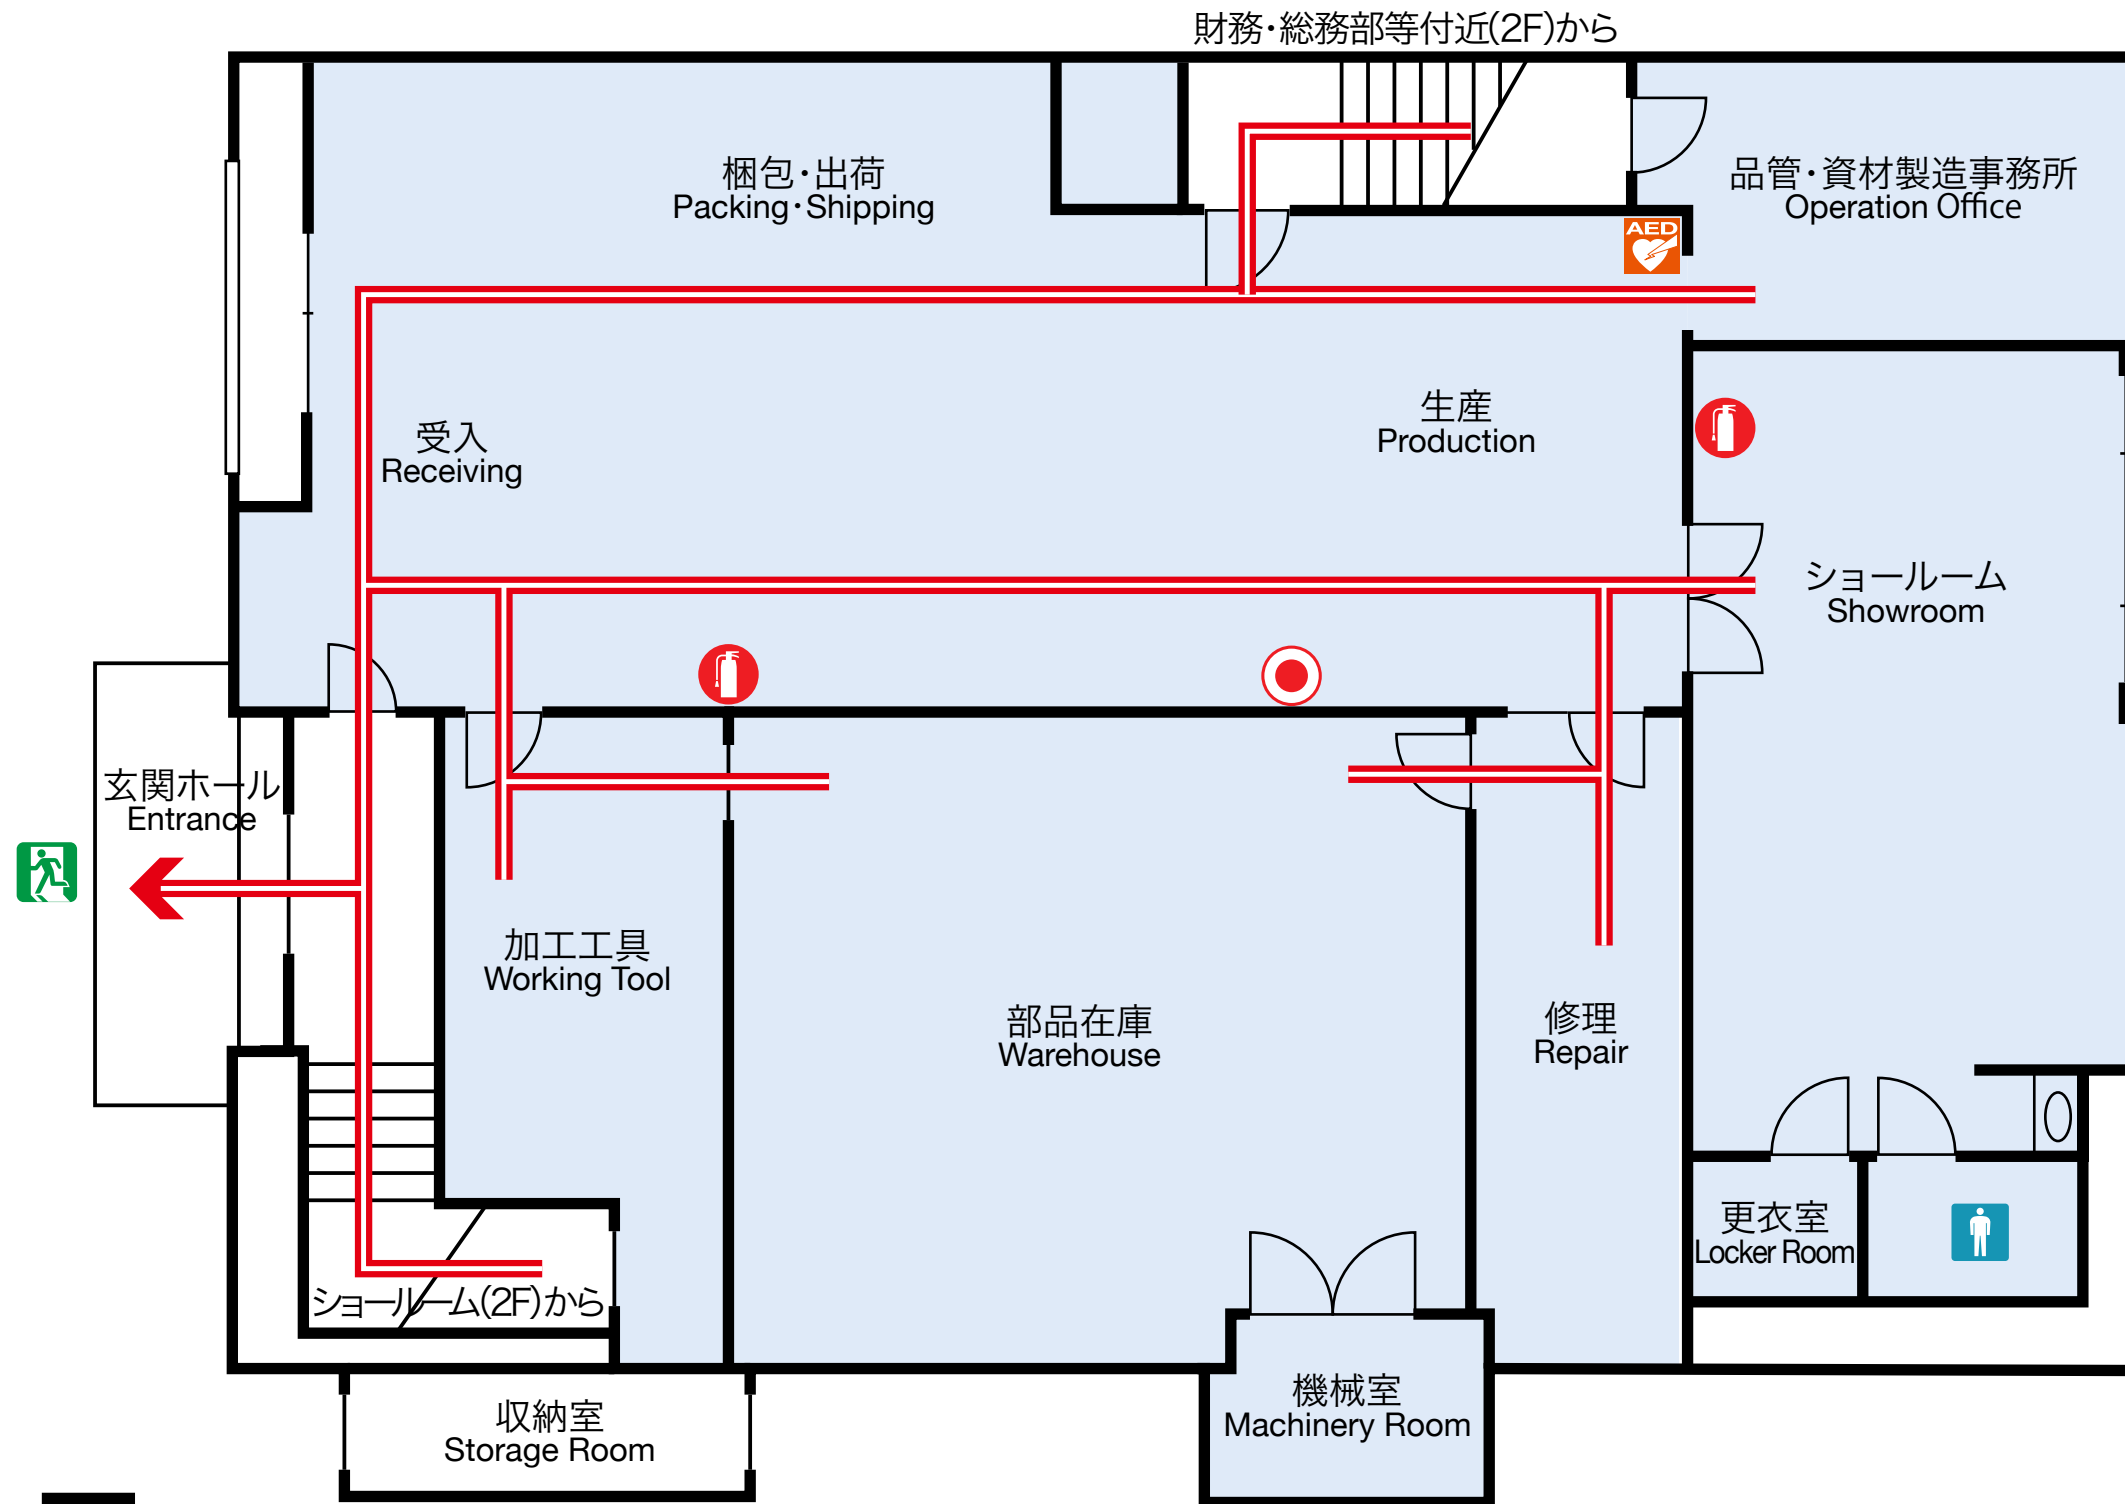 財務・総務部等付近(2F)から
梱包・出荷
Packing・Shipping
品管・資材製造事務所
Operation Office
AED
受入
Receiving
生産
Production
ショールーム
Showroom
玄関ホール
Entrance
加工工具
Working Tool
部品在庫
Warehouse
修理
Repair
更衣室
Locker Room
ショールーム(2F)から
収納室
Storage Room
機械室
Machinery Room